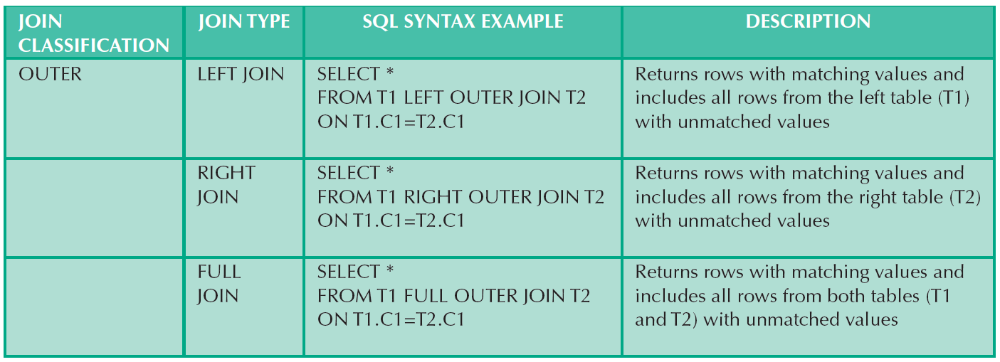 JOIN CLASSIFICATION
JOIN TYPE
SQL SYNTAX EXAMPLE
DESCRIPTION
OUTER
LEFT JOIN
SELECT *
FROM T1 LEFT OUTER JOIN T2
ON T1.C1=T2.C1
Returns rows with matching values and
includes all rows from the left table (T1)
with unmatched values
RIGHT
JOIN
SELECT *
FROM T1 RIGHT OUTER JOIN T2
ON T1.C1=T2.C1
Returns rows with matching values and
includes all rows from the right table (T2)
with unmatched values
FULL
JOIN
SELECT *
FROM T1 FULL OUTER JOIN T2
ON T1.C1=T2.C1
Returns rows with matching values and
includes all rows from both tables (T1
and T2) with unmatched values